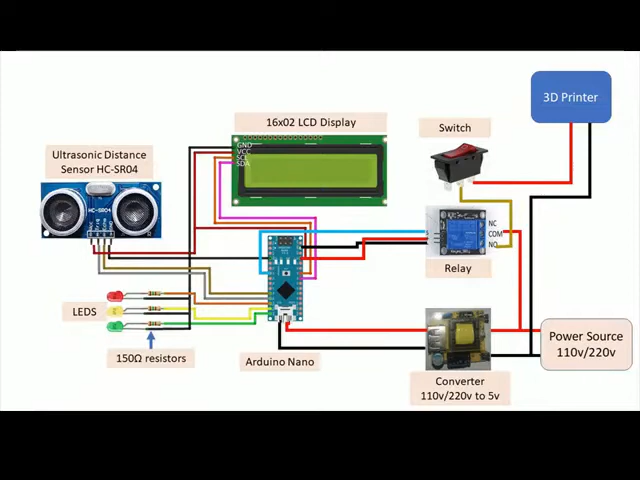 3D Printer
16x02 LCD Display
Switch
Ultrasonic Distance
Sensor HC-SR04
GND
VCC
SCL
SDA
HC-SR04
NC
COM
NO
Relay
LEDS
150Ω resistors
Arduino Nano
Power Source
110v/220v
Converter
110v/220v to 5v